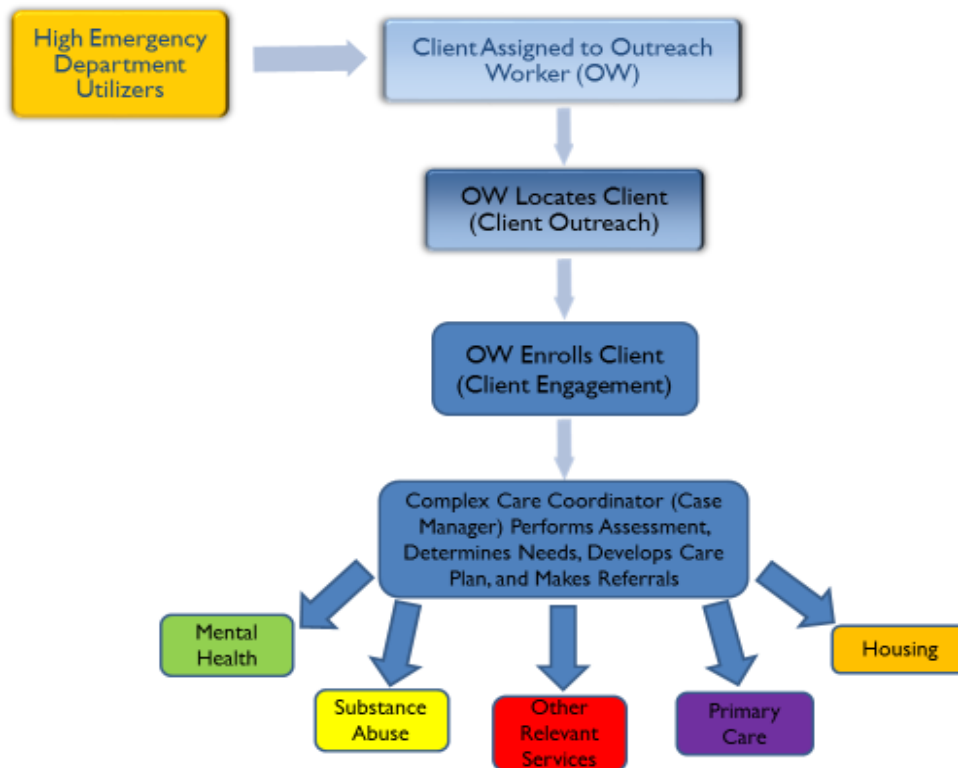 High Emergency
Department
Utilizers
Client Assigned to Outreach
Worker (OW)
OW Locates Client
(Client Outreach)
OW Enrolls Client
(Client Engagement)
Complex Care Coordinator (Case
Manager) Performs Assessment,
Determines Needs, Develops Care
Plan, and Makes Referrals
Mental
Health
Substance
Abuse
Other
Relevant
Services
Primary
Care
Housing